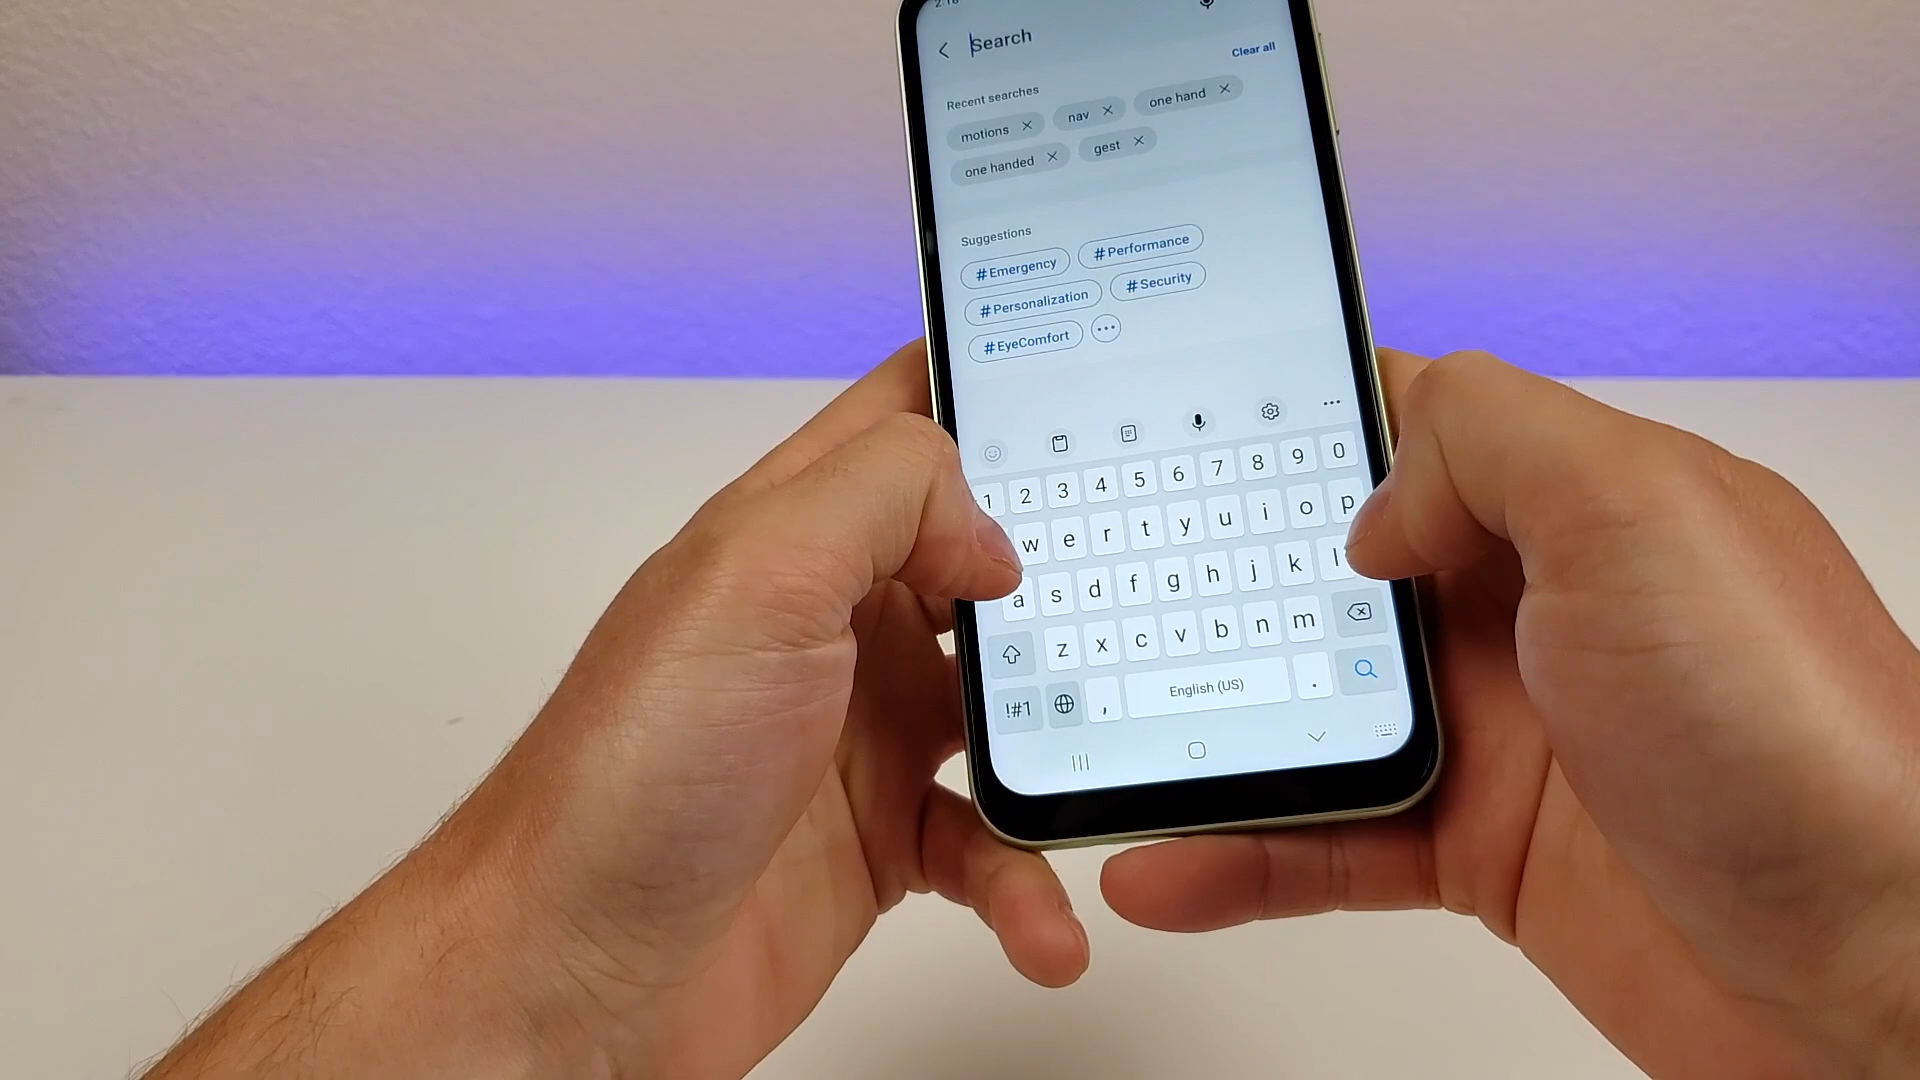 Search
Clear all
Recent searches
motions nav one hand
one handed gest
Suggestions
#Emergency #Performance
#Personalization #Security
#EyeComfort
1 2 3 4 5 6 7 8 9 0
w e r t y u i o p
a s d f g h j k l
z x c v b n m
!#1 , English (US) .